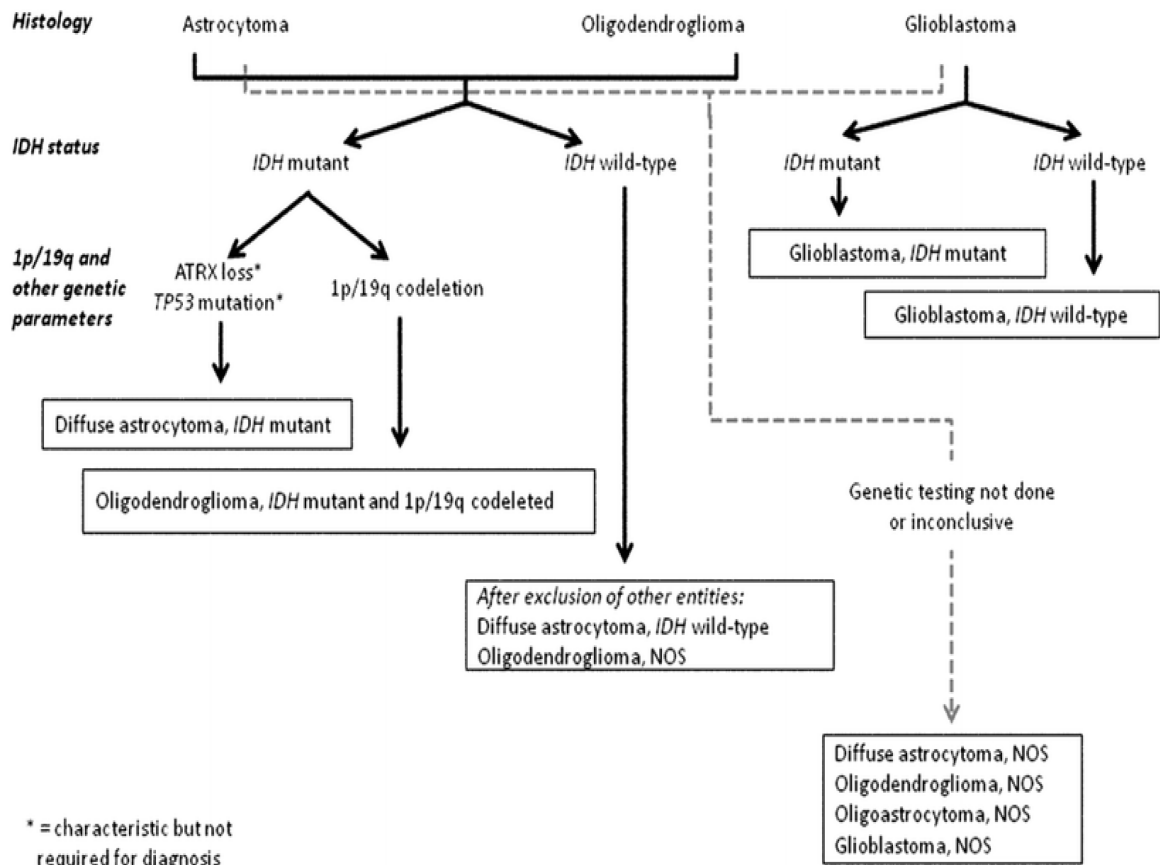 Histology
Astrocytoma
Oligodendroglioma
Glioblastoma
IDH status
IDH mutant
IDH wild-type
IDH mutant
IDH wild-type
1p/19q and
other genetic
parameters
ATRX loss*
TP53 mutation*
1p/19q codeletion
Glioblastoma, IDH mutant
Glioblastoma, IDH wild-type
Diffuse astrocytoma, IDH mutant
Oligodendroglioma, IDH mutant and 1p/19q codeleted
Genetic testing not done
or inconclusive
After exclusion of other entities:
Diffuse astrocytoma, IDH wild-type
Oligodendroglioma, NOS
Diffuse astrocytoma, NOS
Oligodendroglioma, NOS
Oligoastrocytoma, NOS
Glioblastoma, NOS
* = characteristic but not
required for diagnosis